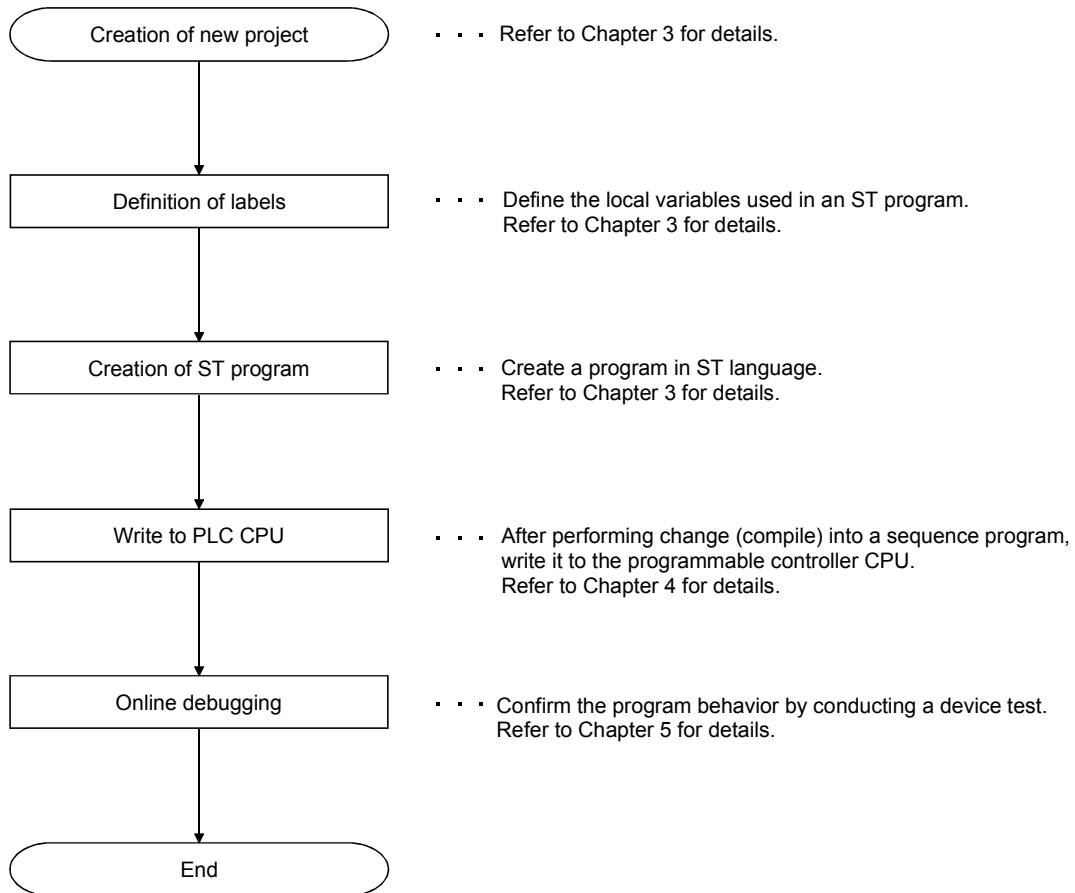 Creation of new project
· · · Refer to Chapter 3 for details.
Definition of labels
· · · Define the local variables used in an ST program.
Refer to Chapter 3 for details.
Creation of ST program
· · · Create a program in ST language.
Refer to Chapter 3 for details.
Write to PLC CPU
· · · After performing change (compile) into a sequence program,
write it to the programmable controller CPU.
Refer to Chapter 4 for details.
Online debugging
· · · Confirm the program behavior by conducting a device test.
Refer to Chapter 5 for details.
End